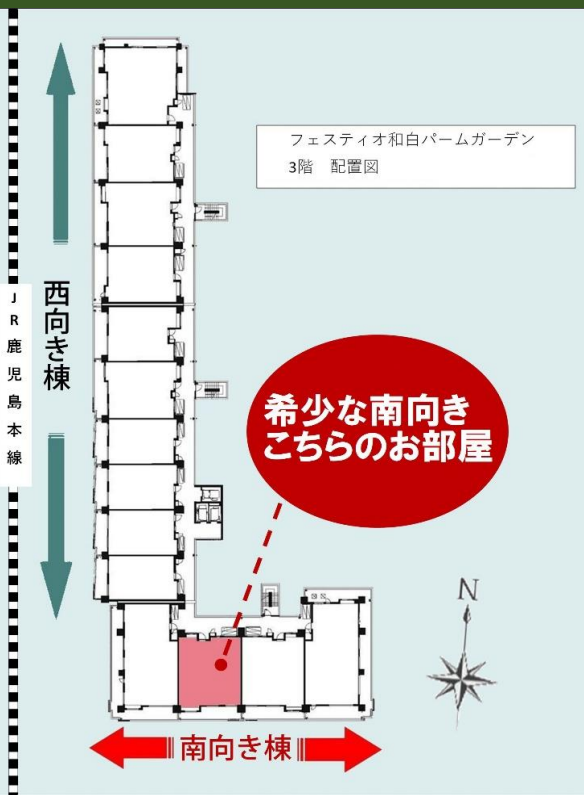 フェスティオ和白パームガーデン
3階　配置図
西向き棟
JR鹿児島本線
希少な南向き
こちらのお部屋
N
南向き棟